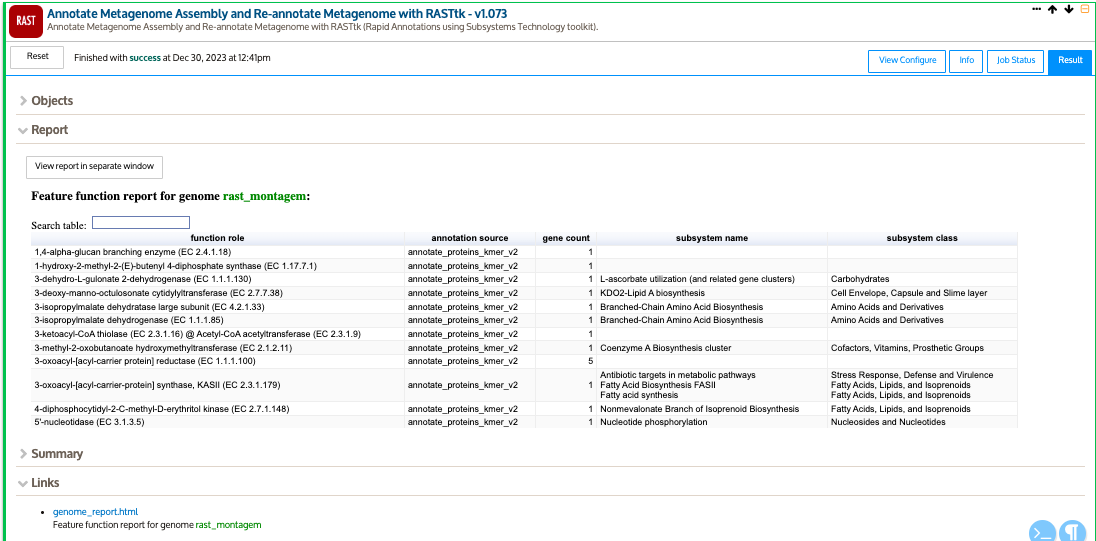 RAST
Annotate Metagenome Assembly and Re-annotate Metagenome with RASTtk - v1.073
Annotate Metagenome Assembly and Re-annotate Metagenome with RASTtk (Rapid Annotations using Subsystems Technology toolkit).
Reset Finished with success at Dec 30, 2023 at 12:41pm View Configure Info Job Status Result
Objects
Report
View report in separate window
Feature function report for genome rast_montagem:
Search table:
function role annotation source gene count subsystem name subsystem class
1,4-alpha-glucan branching enzyme (EC 2.4.1.18) annotate_proteins_kmer_v2 1
1-hydroxy-2-methyl-2-(E)-butenyl 4-diphosphate synthase (EC 1.17.7.1) annotate_proteins_kmer_v2 1
3-dehydro-L-gulonate 2-dehydrogenase (EC 1.1.1.130) annotate_proteins_kmer_v2 1 L-ascorbate utilization (and related gene clusters) Carbohydrates
3-deoxy-manno-octulosonate cytidylyltransferase (EC 2.7.7.38) annotate_proteins_kmer_v2 1 KDO2-Lipid A biosynthesis Cell Envelope, Capsule and Slime layer
3-isopropylmalate dehydratase large subunit (EC 4.2.1.33) annotate_proteins_kmer_v2 1 Branched-Chain Amino Acid Biosynthesis Amino Acids and Derivatives
3-isopropylmalate dehydrogenase (EC 1.1.1.85) annotate_proteins_kmer_v2 1 Branched-Chain Amino Acid Biosynthesis Amino Acids and Derivatives
3-ketoacyl-CoA thiolase (EC 2.3.1.16) @ Acetyl-CoA acetyltransferase (EC 2.3.1.9) annotate_proteins_kmer_v2 1
3-methyl-2-oxobutanoate hydroxymethyltransferase (EC 2.1.2.11) annotate_proteins_kmer_v2 1 Coenzyme A Biosynthesis cluster Cofactors, Vitamins, Prosthetic Groups
3-oxoacyl-[acyl-carrier protein] reductase (EC 1.1.1.100) annotate_proteins_kmer_v2 5
Antibiotic targets in metabolic pathways Stress Response, Defense and Virulence
3-oxoacyl-[acyl-carrier-protein] synthase, KASII (EC 2.3.1.179) annotate_proteins_kmer_v2 1 Fatty Acid Biosynthesis FASII Fatty Acids, Lipids, and Isoprenoids
Fatty acid synthesis Fatty Acids, Lipids, and Isoprenoids
4-diphosphocytidyl-2-C-methyl-D-erythritol kinase (EC 2.7.1.148) annotate_proteins_kmer_v2 1 Nonmevalonate Branch of Isoprenoid Biosynthesis Fatty Acids, Lipids, and Isoprenoids
5'-nucleotidase (EC 3.1.3.5) annotate_proteins_kmer_v2 1 Nucleotide phosphorylation Nucleosides and Nucleotides
Summary
Links
genome_report.html
Feature function report for genome rast_montagem